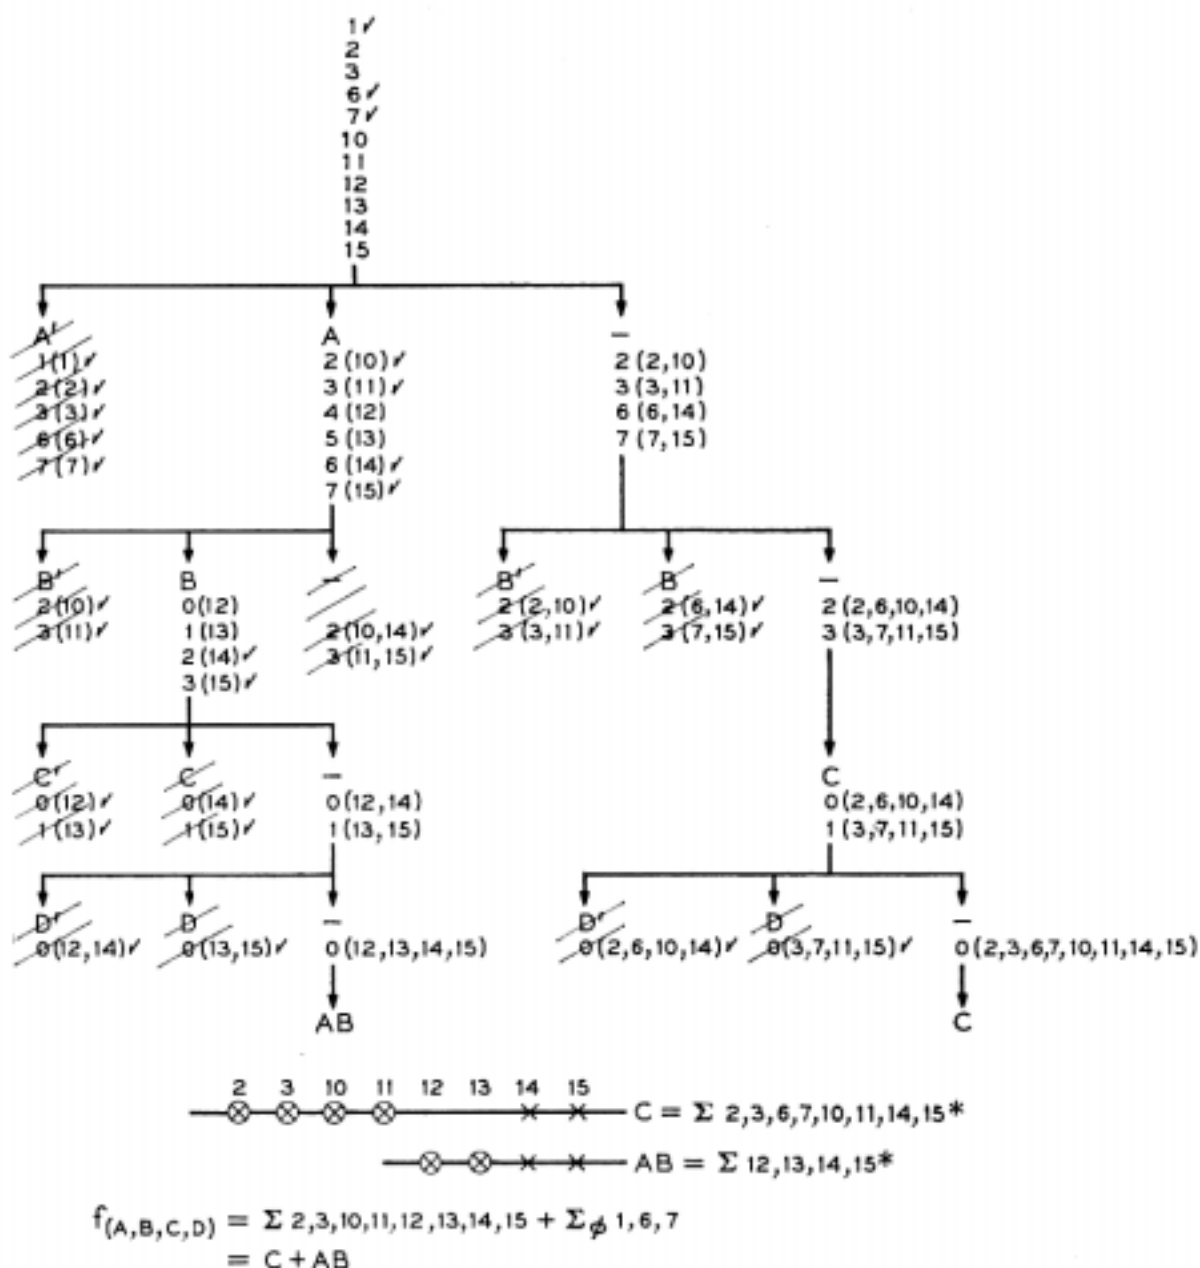 1✓
2
3
6✓
7✓
10
11
12
13
14
15
A' A —
1(1)✓ 2(10)✓ 2(2,10)
2(2)✓ 3(11)✓ 3(3,11)
3(3)✓ 4(12) 6(6,14)
6(6)✓ 5(13) 7(7,15)
7(7)✓ 6(14)✓
7(15)✓
B' B — B' B —
2(10)✓ 0(12) 2(2,10)✓ 2(6,14)✓ 2(2,6,10,14)
3(11)✓ 1(13) 2(10,14)✓ 3(3,11)✓ 3(7,15)✓ 3(3,7,11,15)
2(14)✓ 3(11,15)✓
3(15)✓
C' C — C
0(12)✓ 0(14)✓ 0(12,14) 0(2,6,10,14)
1(13)✓ 1(15)✓ 1(13,15) 1(3,7,11,15)
D' D — D' D —
0(12,14)✓ 0(13,15)✓ 0(12,13,14,15) 0(2,6,10,14)✓ 0(3,7,11,15)✓ 0(2,3,6,7,10,11,14,15)
AB C
2 3 10 11 12 13 14 15
C = Σ 2,3,6,7,10,11,14,15*
AB = Σ 12,13,14,15*
f(A,B,C,D) = Σ 2,3,10,11,12,13,14,15 + Σϕ 1,6,7
= C + AB